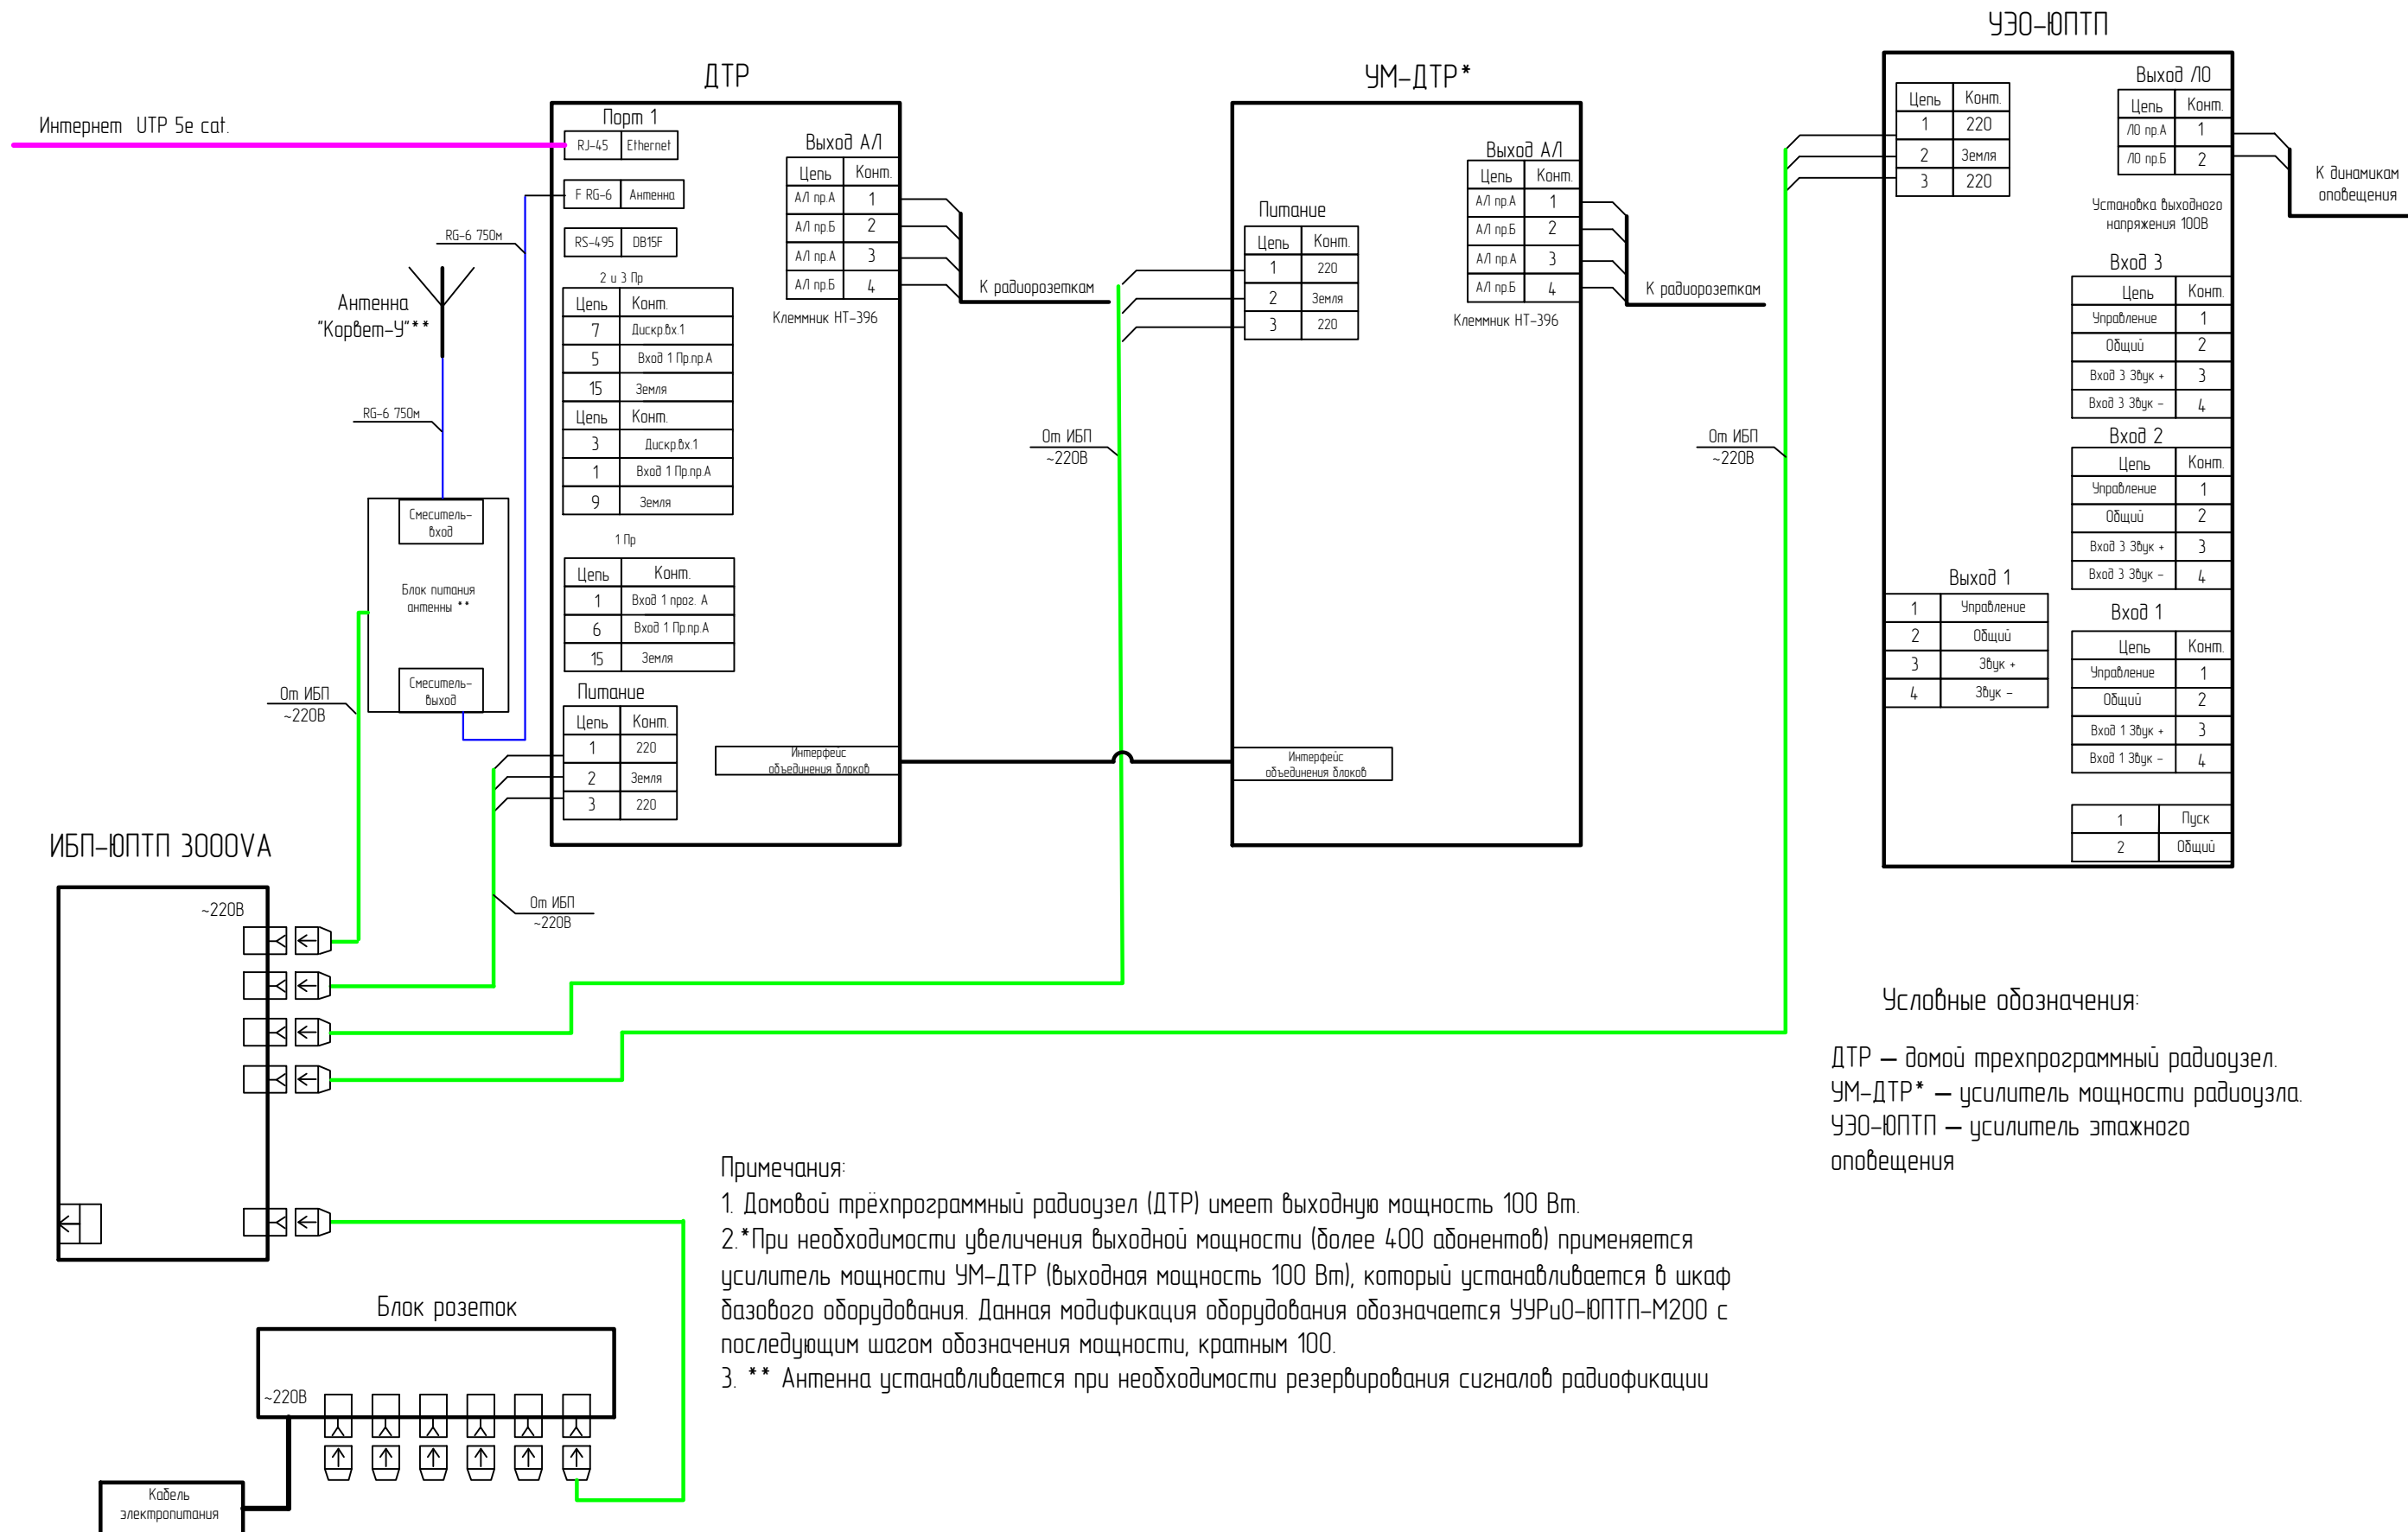 Интернет UTP 5е cat.
ДТР
Порт 1
RJ-45 Ethernet
F RG-6 Антенна
RS-495 DB15F
2 и 3 Пр
Цепь Конт.
7 Дискр.вх.1
5 Вход 1 Пр.пр.А
15 Земля
Цепь Конт.
3 Дискр.вх.1
1 Вход 1 Пр.пр.А
9 Земля
1 Пр
Цепь Конт.
1 Вход 1 прог. А
6 Вход 1 Пр.пр.А
15 Земля
Питание
Цепь Конт.
1 220
2 Земля
3 220
Выход А/Л
Цепь Конт.
А/Л пр.А 1
А/Л пр.Б 2
А/Л пр.А 3
А/Л пр.Б 4
Клеммник НТ-396
К радиорозеткам
Интерфейс
объединения блоков
RG-6 750м
Антенна
"Корвет-У"**
RG-6 750м
Смеситель-
вход
Блок питания
антенны **
Смеситель-
выход
От ИБП
~220В
От ИБП
~220В
УМ-ДТР*
Питание
Цепь Конт.
1 220
2 Земля
3 220
Выход А/Л
Цепь Конт.
А/Л пр.А 1
А/Л пр.Б 2
А/Л пр.А 3
А/Л пр.Б 4
Клеммник НТ-396
К радиорозеткам
От ИБП
~220В
Интерфейс
объединения блоков
От ИБП
~220В
УЭО-ЮПТП
Цепь Конт.
1 220
2 Земля
3 220
Выход ЛО
Цепь Конт.
ЛО пр.А 1
ЛО пр.Б 2
К динамикам
оповещения
Установка выходного
напряжения 100В
Вход 3
Цепь Конт.
Управление 1
Общий 2
Вход 3 Звук + 3
Вход 3 Звук - 4
Вход 2
Цепь Конт.
Управление 1
Общий 2
Вход 3 Звук + 3
Вход 3 Звук - 4
Выход 1
1 Управление
2 Общий
3 Звук +
4 Звук -
Вход 1
Цепь Конт.
Управление 1
Общий 2
Вход 1 Звук + 3
Вход 1 Звук - 4
1 Пуск
2 Общий
ИБП-ЮПТП 3000VA
~220В
Блок розеток
~220В
Кабель
электропитания
Условные обозначения:
ДТР — домой трехпрограммный радиоузел.
УМ-ДТР* — усилитель мощности радиоузла.
УЭО-ЮПТП — усилитель этажного
оповещения
Примечания:
1. Домовой трёхпрограммный радиоузел (ДТР) имеет выходную мощность 100 Вт.
2.*При необходимости увеличения выходной мощности (более 400 абонентов) применяется
усилитель мощности УМ-ДТР (выходная мощность 100 Вт), который устанавливается в шкаф
базового оборудования. Данная модификация оборудования обозначается УУРиО-ЮПТП-М200 с
последующим шагом обозначения мощности, кратным 100.
3. ** Антенна устанавливается при необходимости резервирования сигналов радиофикации